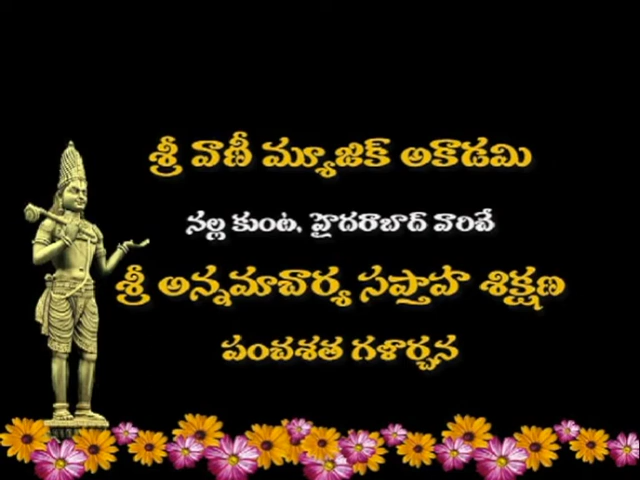 శ్రీ వాణీ మ్యూజిక్ అకాడమి
నల్ల కుంట, హైదరాబాద్ వారిచే
శ్రీ అన్నమాచార్య సప్తాహ శిక్షణ
పంచశత గళార్చన